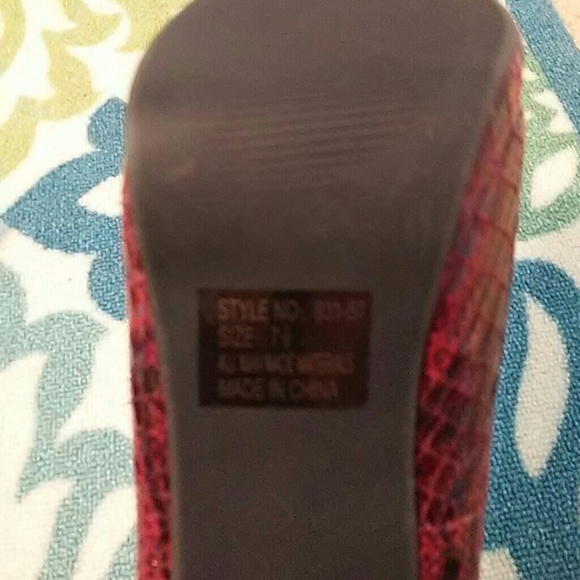 STYLE NO.
SIZE
ALL MAN MADE MATERIALS
MADE IN CHINA